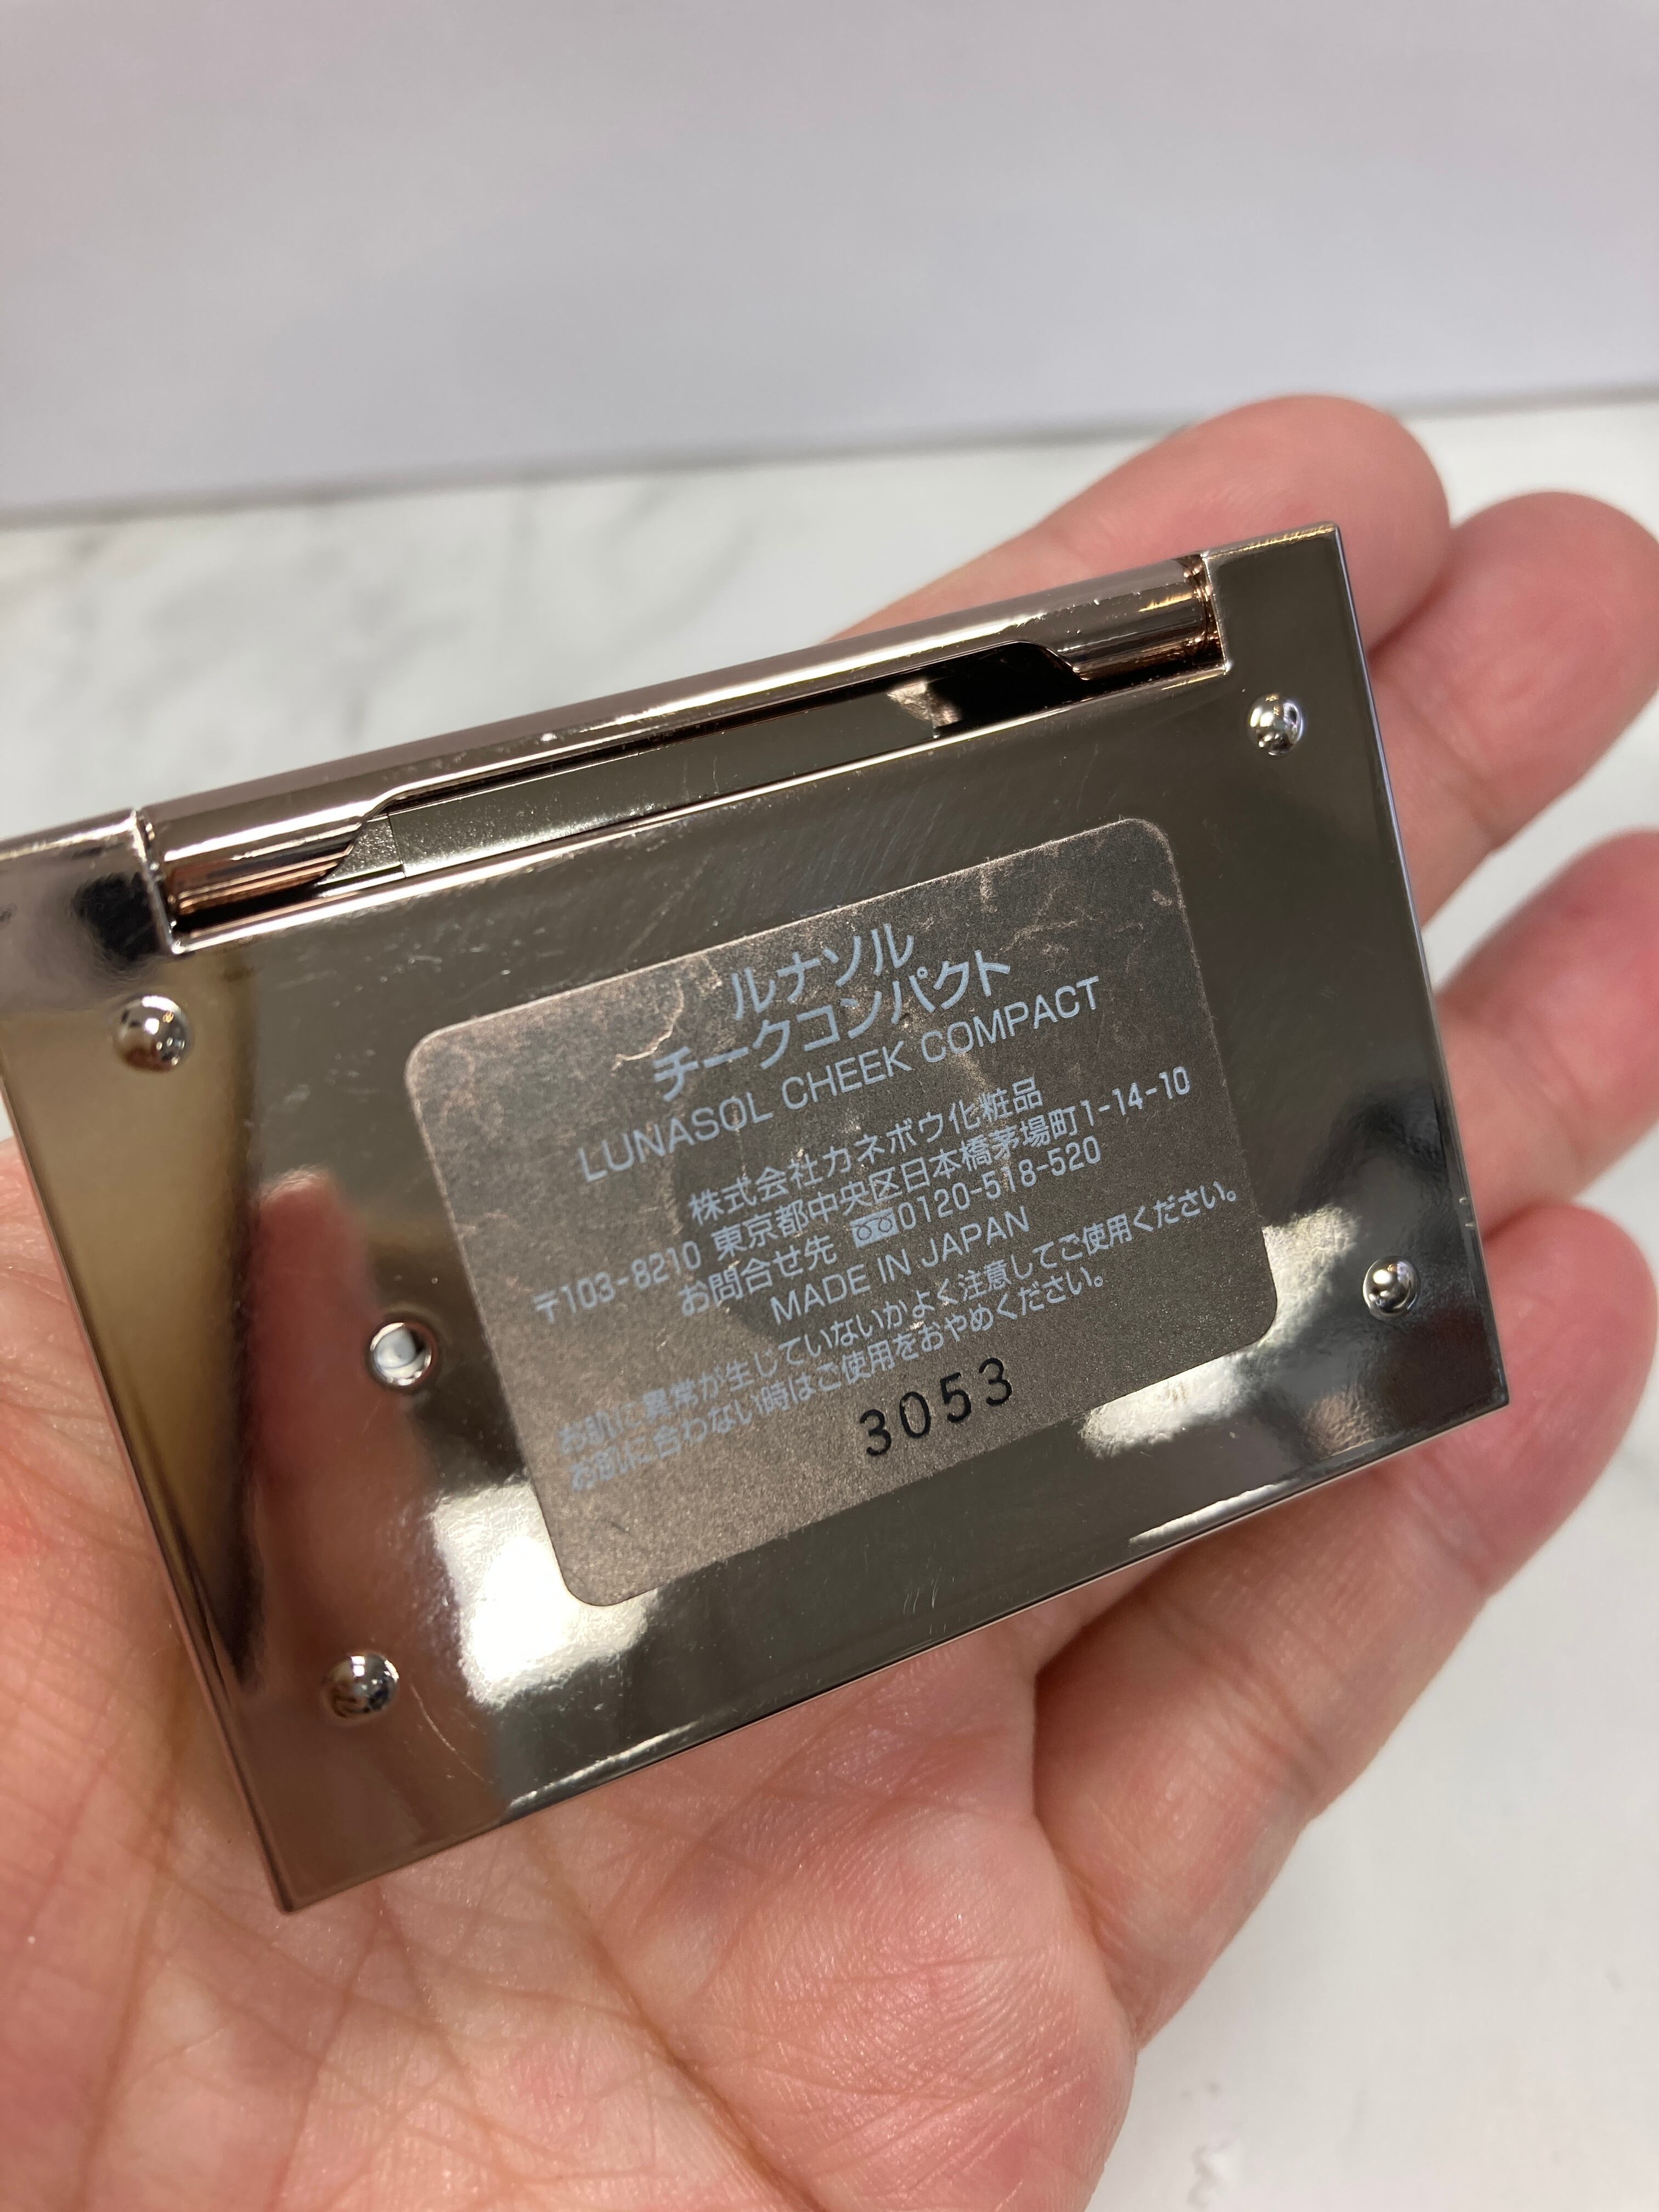 ルナソル
チークコンパクト
LUNASOL CHEEK COMPACT
株式会社カネボウ化粧品
〒103-8210 東京都中央区日本橋茅場町1-14-10
お問合せ先 0120-518-520
MADE IN JAPAN
お肌に異常が生じていないかよく注意してご使用ください。
お肌に合わない時はご使用をおやめください。
3053